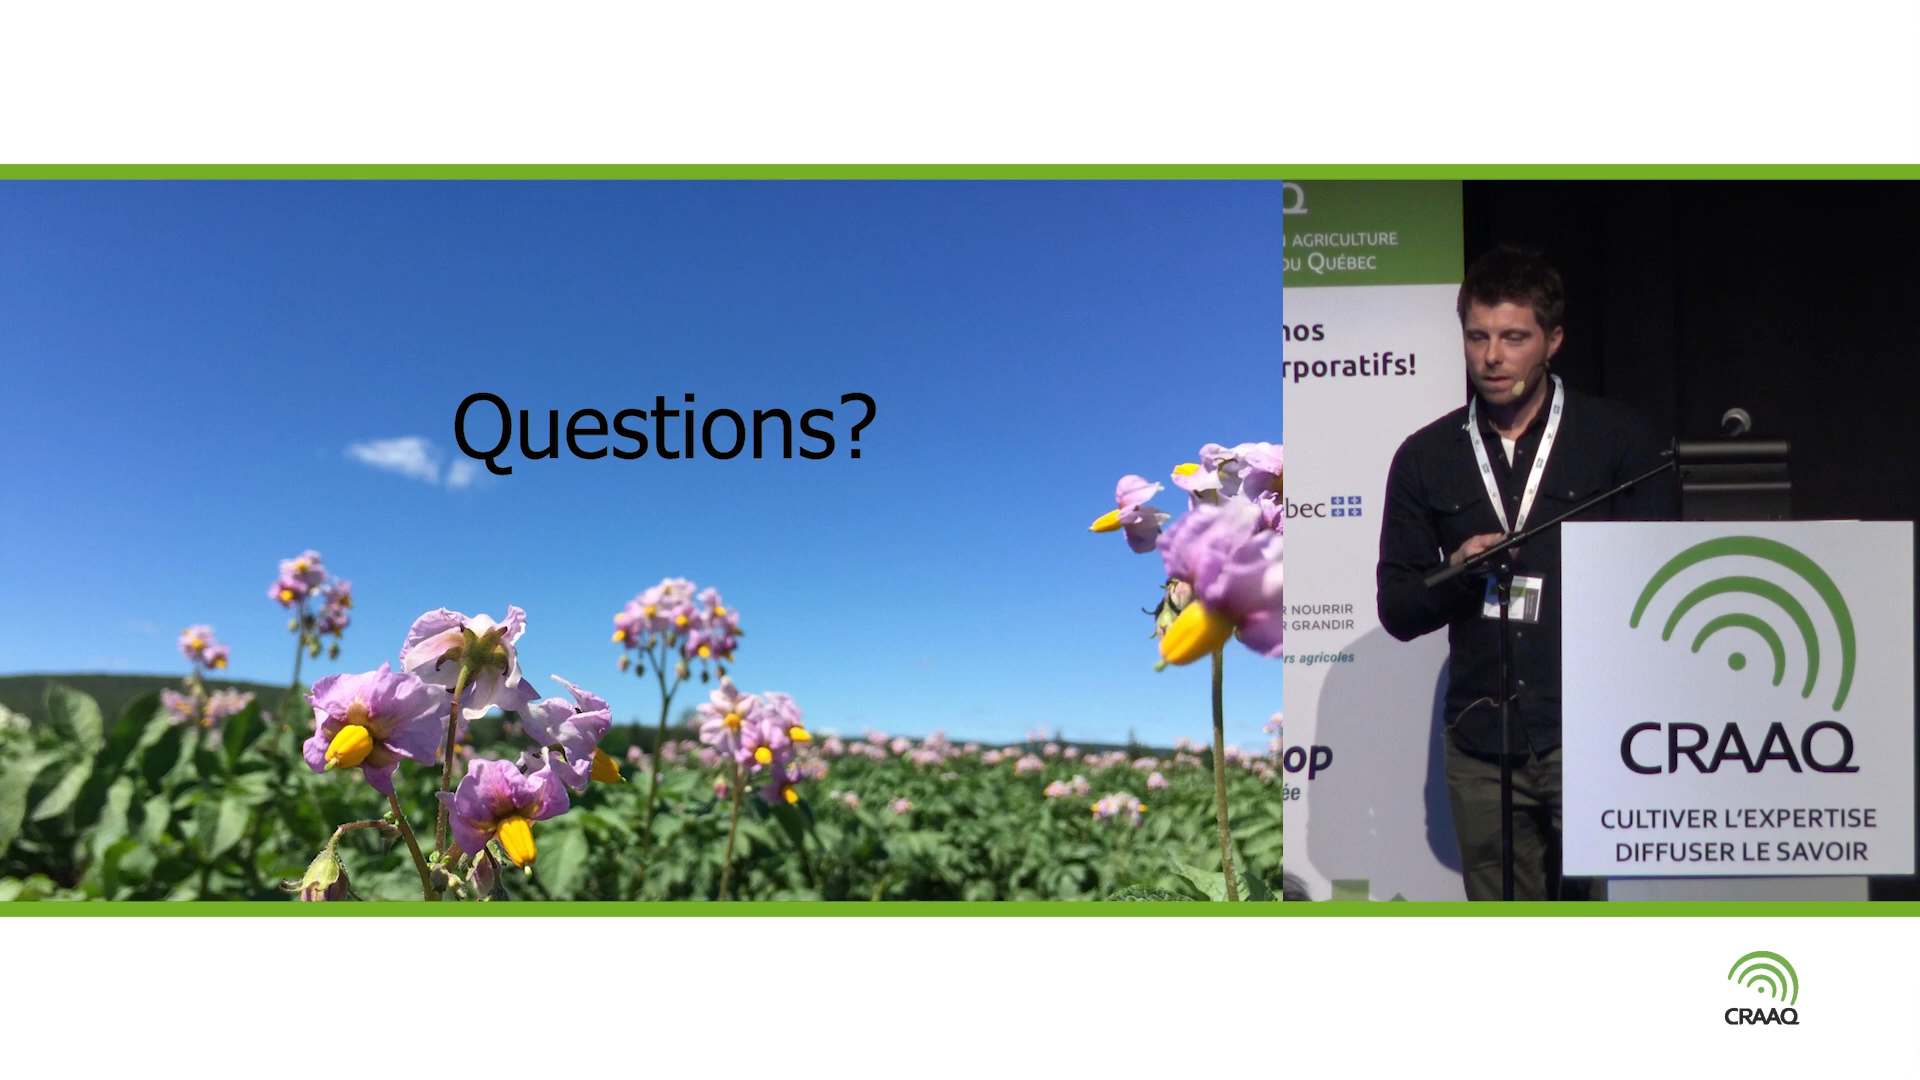 Questions?
Q
AGRICULTURE
DU QUÉBEC
nos
rporatifs!
bec
R NOURRIR
R GRANDIR
rs agricoles
op
ée
CRAAQ
CULTIVER L'EXPERTISE
DIFFUSER LE SAVOIR
CRAAQ